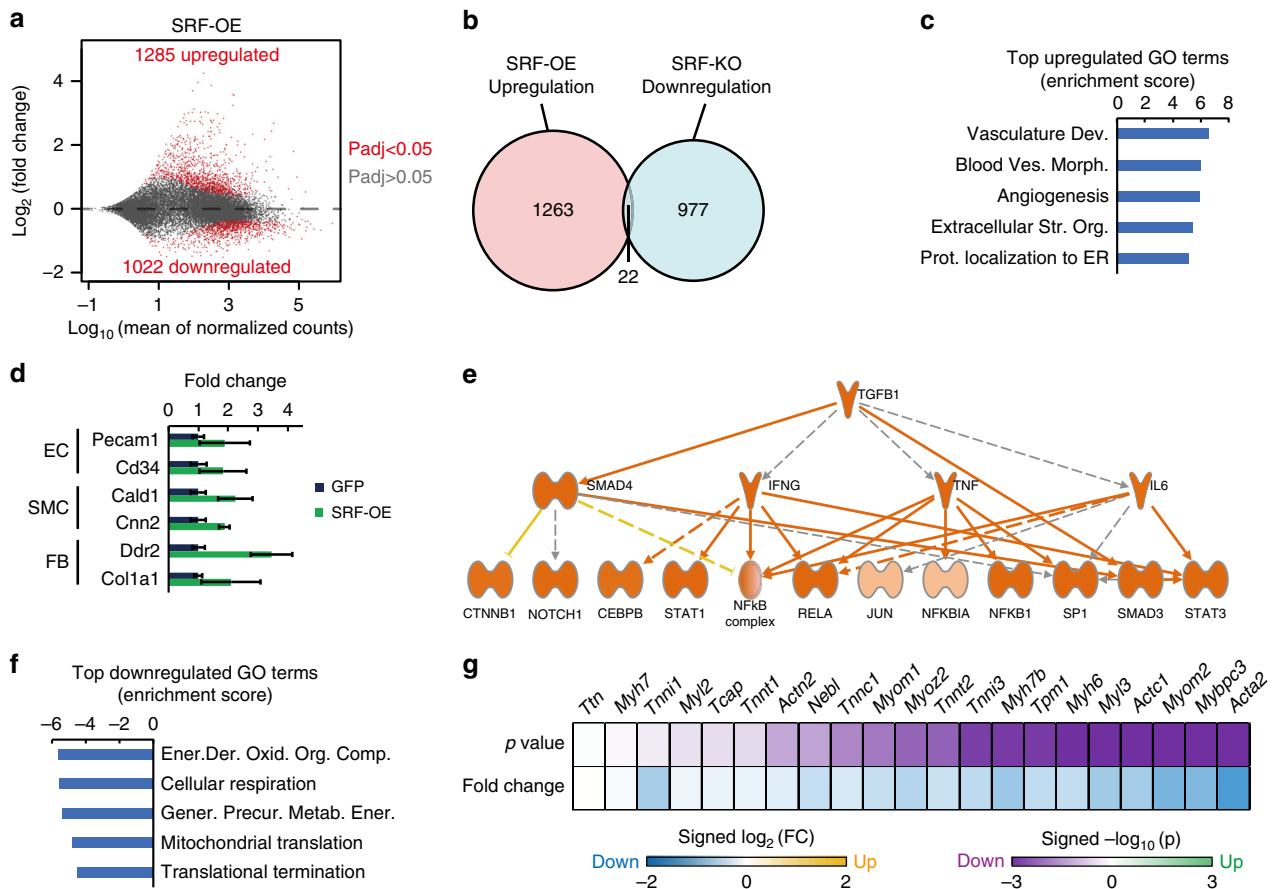 a
SRF-OE
1285 upregulated
1022 downregulated
Log2 (fold change)
4
2
0
−2
−1
1
3
5
Log10 (mean of normalized counts)
Padj<0.05
Padj>0.05
b
SRF-OE
Upregulation
SRF-KO
Downregulation
1263
977
22
c
Top upregulated GO terms
(enrichment score)
0 2 4 6 8
Vasculature Dev.
Blood Ves. Morph.
Angiogenesis
Extracellular Str. Org.
Prot. localization to ER
d
Fold change
0 1 2 3 4
EC
Pecam1
Cd34
SMC
Cald1
Cnn2
FB
Ddr2
Col1a1
GFP
SRF-OE
e
TGFB1
SMAD4
IFNG
TNF
IL6
CTNNB1
NOTCH1
CEBPB
STAT1
NFkB
complex
RELA
JUN
NFKBIA
NFKB1
SP1
SMAD3
STAT3
f
Top downregulated GO terms
(enrichment score)
−6 −4 −2 0
Ener.Der. Oxid. Org. Comp.
Cellular respiration
Gener. Precur. Metab. Ener.
Mitochondrial translation
Translational termination
g
Ttn
Myh7
Tnni1
Myl2
Tcap
Tnnt1
Actn2
Nebl
Tnnc1
Myom1
Myoz2
Tnnt2
Tnni3
Myh7b
Tpm1
Myh6
Myl3
Actc1
Myom2
Mybpc3
Acta2
p value
Fold change
Signed log2 (FC)
Down
Up
−2 0 2
Signed −log10 (p)
Down
Up
−3 0 3